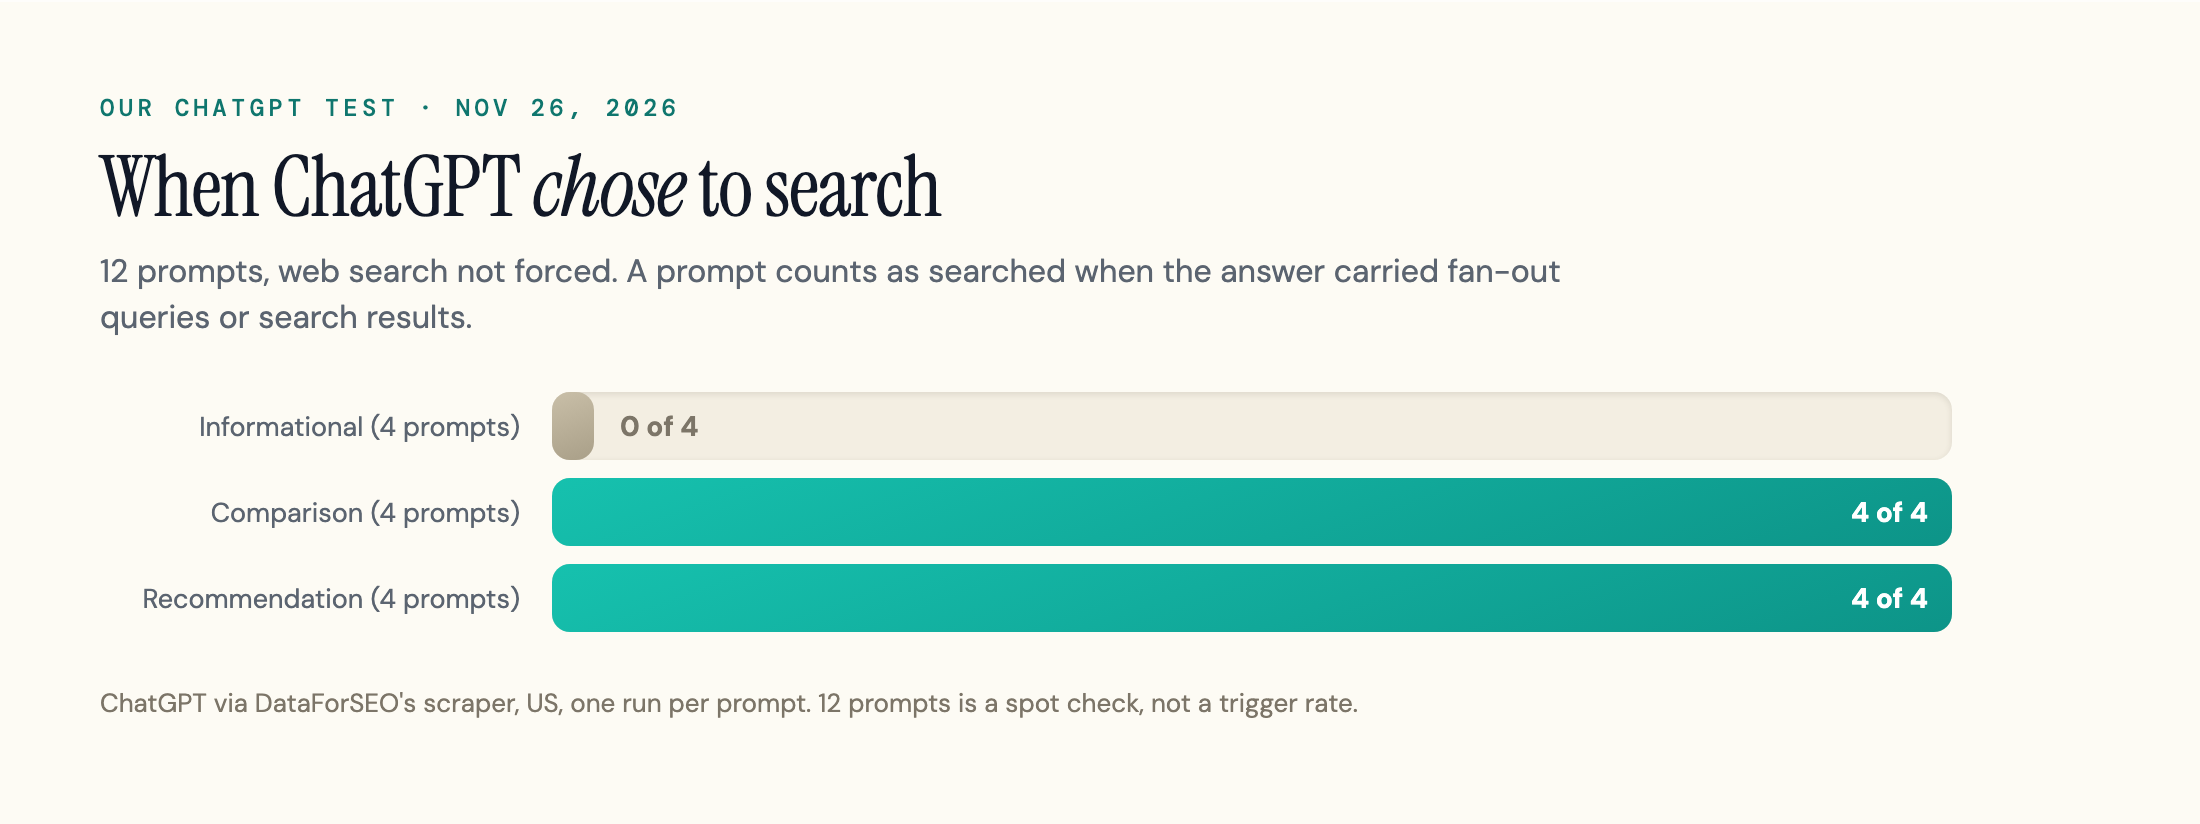 OUR CHATGPT TEST · NOV 26, 2026
When ChatGPT chose to search
12 prompts, web search not forced. A prompt counts as searched when the answer carried fan-out
queries or search results.
Informational (4 prompts) 0 of 4
Comparison (4 prompts) 4 of 4
Recommendation (4 prompts) 4 of 4
ChatGPT via DataForSEO's scraper, US, one run per prompt. 12 prompts is a spot check, not a trigger rate.